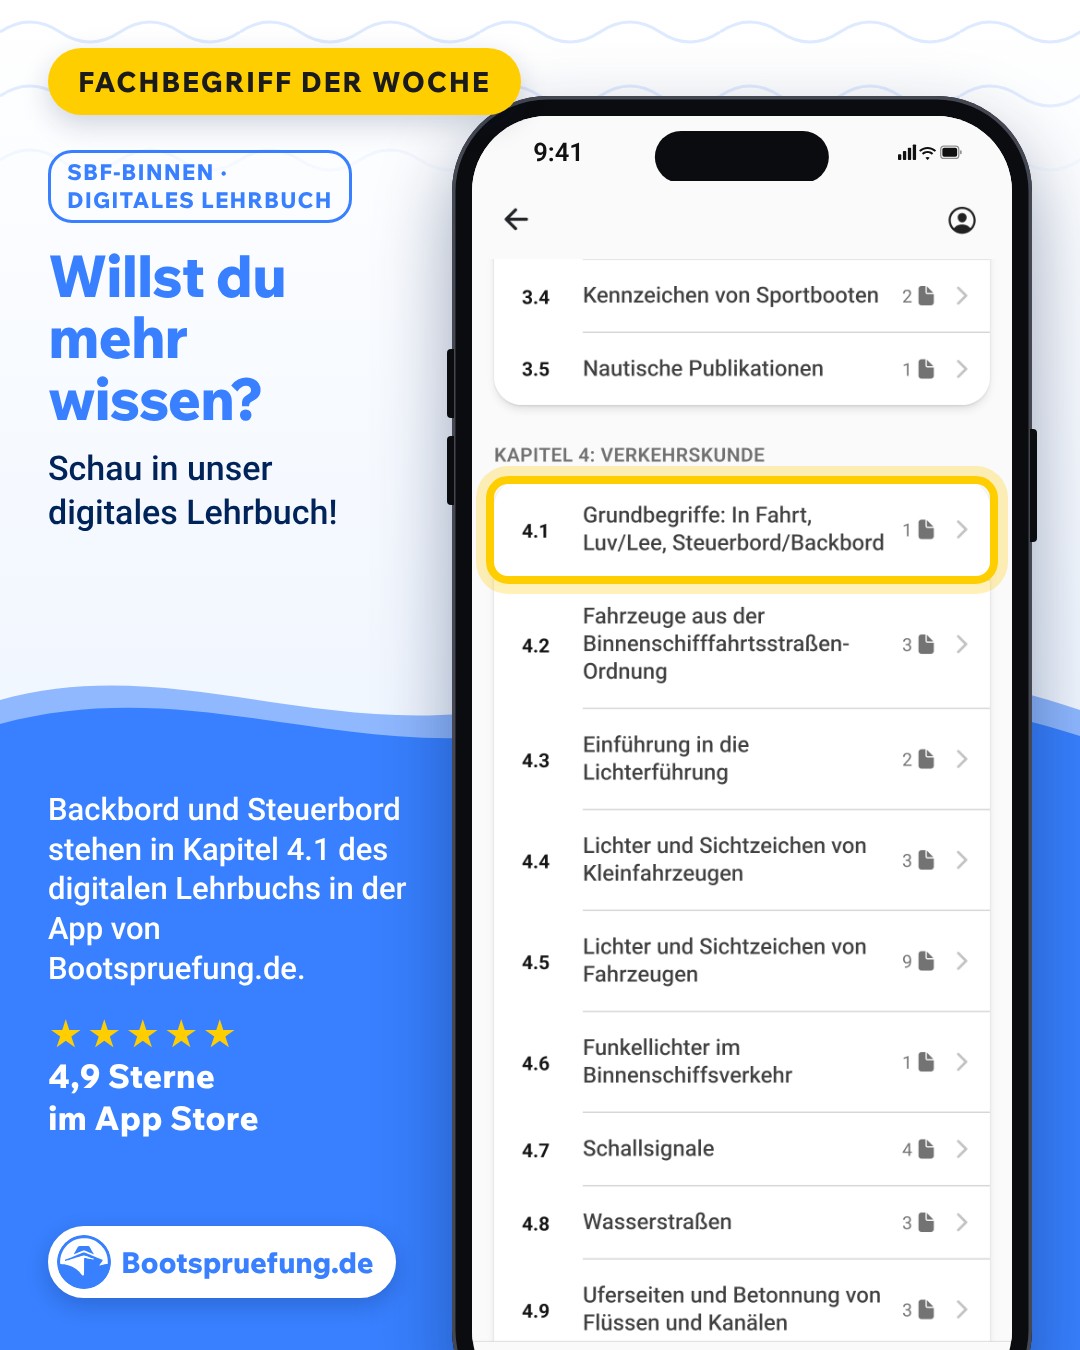 FACHBEGRIFF DER WOCHE
SBF-BINNEN ·
DIGITALES LEHRBUCH
Willst du
mehr
wissen?
Schau in unser
digitales Lehrbuch!
Backbord und Steuerbord
stehen in Kapitel 4.1 des
digitalen Lehrbuchs in der
App von
Bootspruefung.de.
★★★★★
4,9 Sterne
im App Store
Bootspruefung.de
9:41
3.4 Kennzeichen von Sportbooten 2
3.5 Nautische Publikationen 1
KAPITEL 4: VERKEHRSKUNDE
4.1 Grundbegriffe: In Fahrt,
Luv/Lee, Steuerbord/Backbord 1
4.2 Fahrzeuge aus der
Binnenschifffahrtsstraßen-
Ordnung 3
4.3 Einführung in die
Lichterführung 2
4.4 Lichter und Sichtzeichen von
Kleinfahrzeugen 3
4.5 Lichter und Sichtzeichen von
Fahrzeugen 9
4.6 Funkellichter im
Binnenschiffsverkehr 1
4.7 Schallsignale 4
4.8 Wasserstraßen 3
4.9 Uferseiten und Betonnung von
Flüssen und Kanälen 3